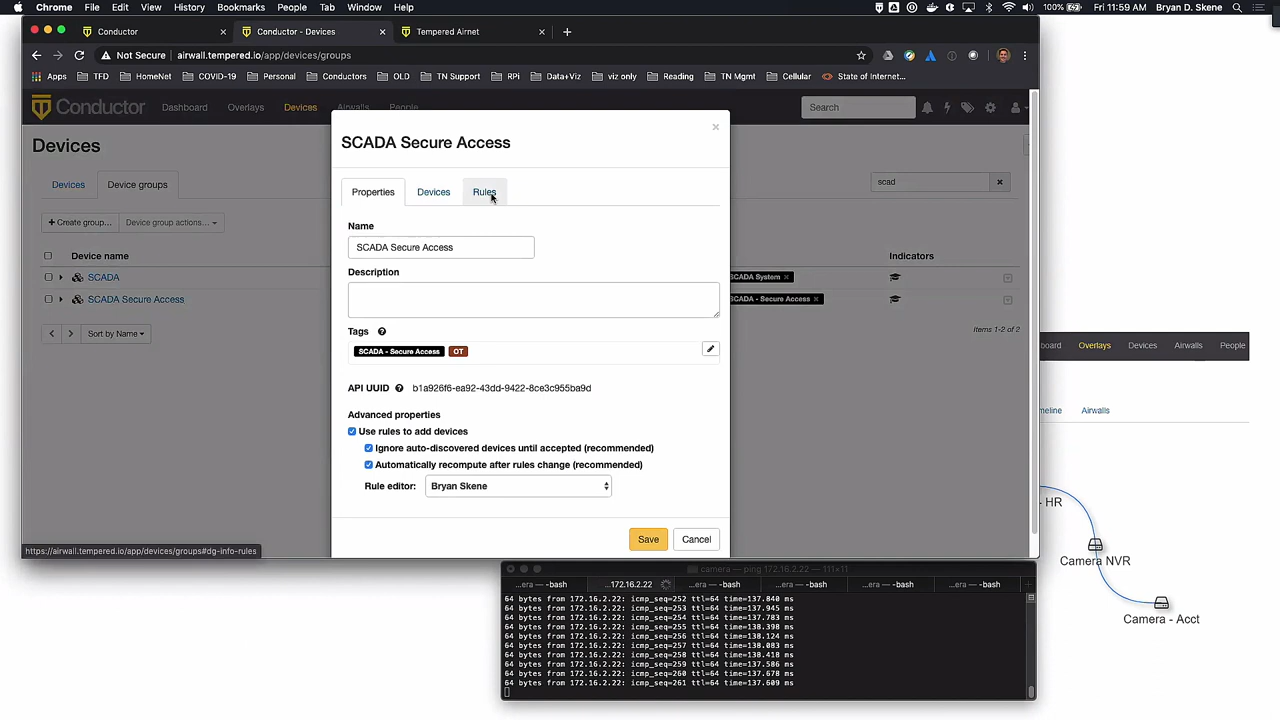 Chrome File Edit View History Bookmarks People Tab Window Help 100% Fri 11:59 AM Bryan D. Skene
Conductor × Conductor - Devices × Tempered Airnet × +
Not Secure | airwall.tempered.io/app/devices/groups
Apps TFD HomeNet COVID-19 Personal Conductors OLD TN Support RPi Data+Viz viz only Reading TN Mgmt Cellular State of Internet...
Conductor Dashboard Overlays Devices Airwalls People Search
Devices
Devices Device groups scad ×
+ Create group... Device group actions...
Device name Indicators
SCADA SCADA System ×
SCADA Secure Access SCADA - Secure Access ×
Sort by Name Items 1-2 of 2
SCADA Secure Access ×
Properties Devices Rules
Name
SCADA Secure Access
Description
Tags ?
SCADA - Secure Access OT
API UUID ? b1a926f6-ea92-43dd-9422-8ce3c955ba9d
Advanced properties
Use rules to add devices
Ignore auto-discovered devices until accepted (recommended)
Automatically recompute after rules change (recommended)
Rule editor: Bryan Skene
Save Cancel
https://airwall.tempered.io/app/devices/groups#dg-info-rules
board Overlays Devices Airwalls People
meline Airwalls
- HR
Camera NVR
Camera - Acct
camera — ping 172.16.2.22 — 111×11
...era — -bash ...172.16.2.22 ...era — -bash ...era — -bash ...era — -bash ...era — -bash +
64 bytes from 172.16.2.22: icmp_seq=252 ttl=64 time=137.840 ms
64 bytes from 172.16.2.22: icmp_seq=253 ttl=64 time=137.945 ms
64 bytes from 172.16.2.22: icmp_seq=254 ttl=64 time=137.783 ms
64 bytes from 172.16.2.22: icmp_seq=255 ttl=64 time=138.398 ms
64 bytes from 172.16.2.22: icmp_seq=256 ttl=64 time=138.124 ms
64 bytes from 172.16.2.22: icmp_seq=257 ttl=64 time=138.083 ms
64 bytes from 172.16.2.22: icmp_seq=258 ttl=64 time=138.418 ms
64 bytes from 172.16.2.22: icmp_seq=259 ttl=64 time=137.586 ms
64 bytes from 172.16.2.22: icmp_seq=260 ttl=64 time=137.678 ms
64 bytes from 172.16.2.22: icmp_seq=261 ttl=64 time=137.609 ms